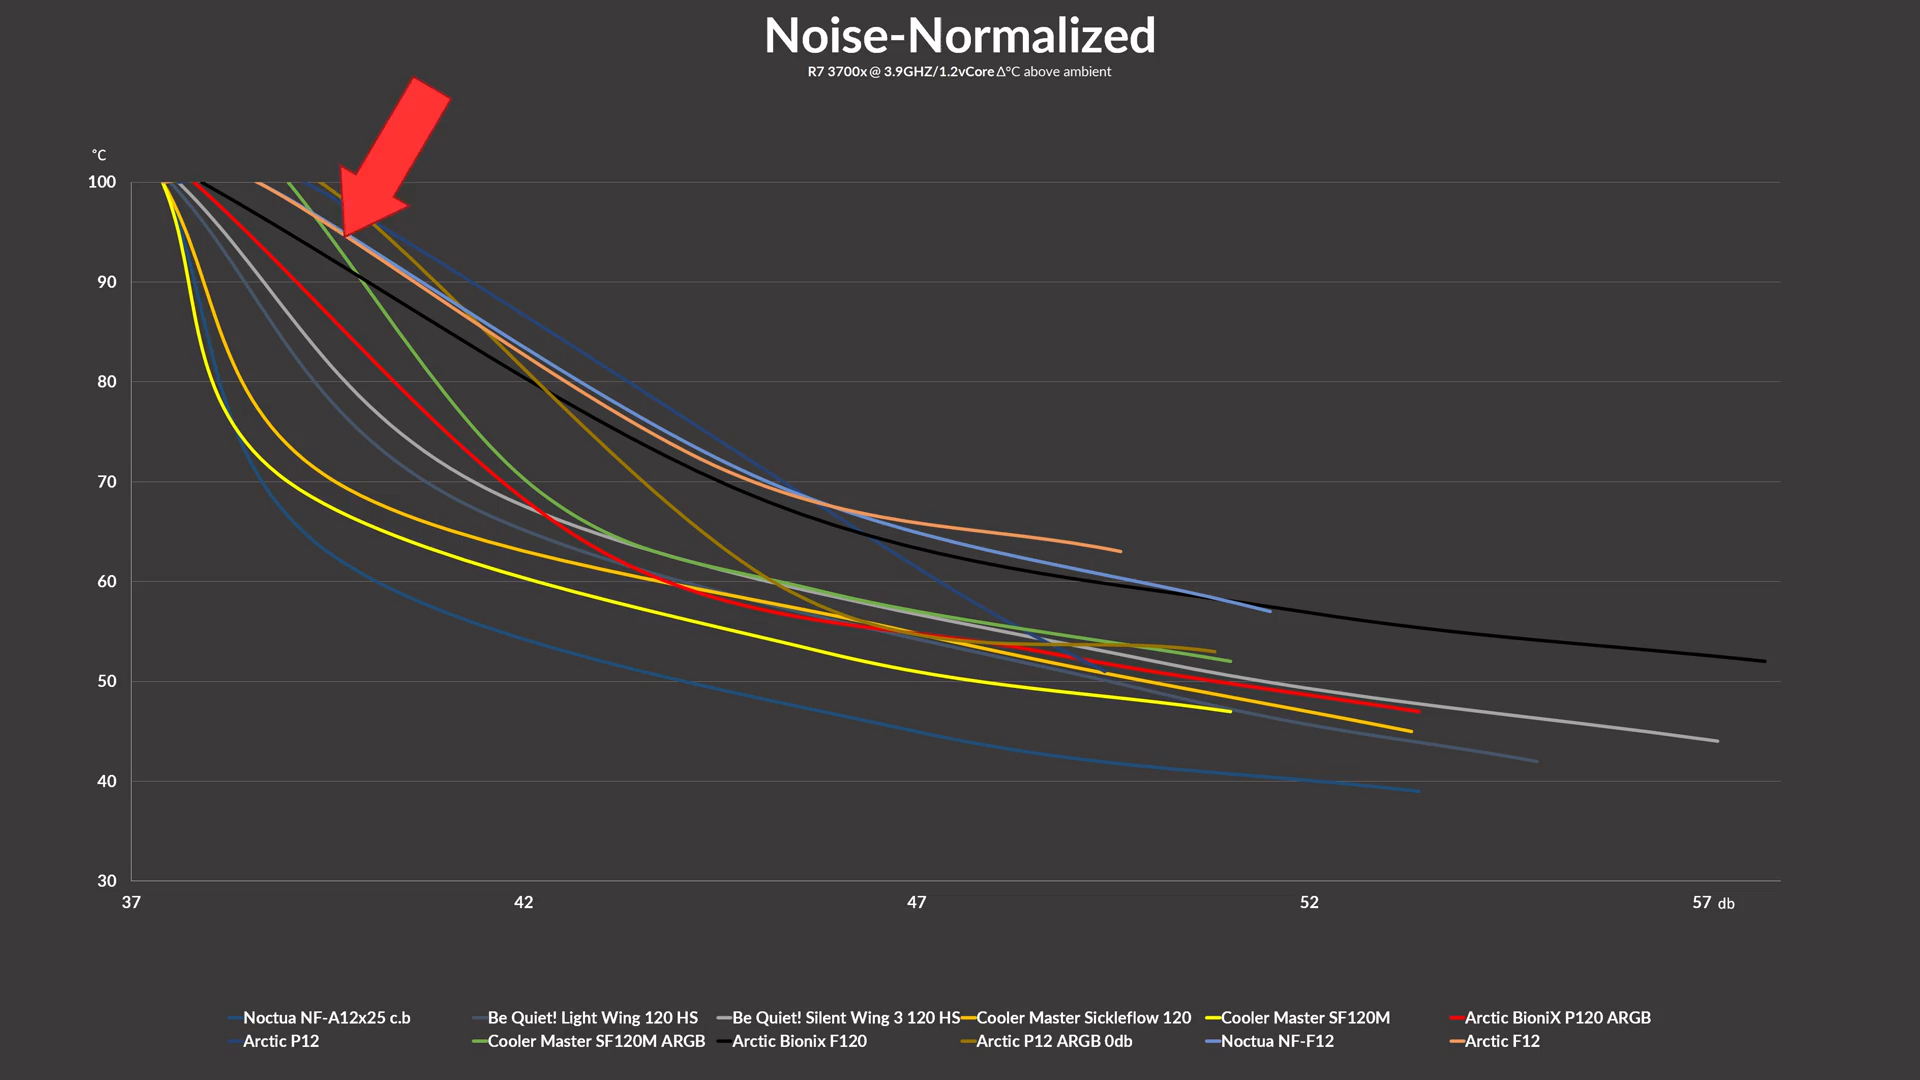 Noise-Normalized
R7 3700x @ 3.9GHZ/1.2vCore Δ°C above ambient
°C
100
90
80
70
60
50
40
30
37 42 47 52 57 db
Noctua NF-A12x25 c.b Be Quiet! Light Wing 120 HS Be Quiet! Silent Wing 3 120 HS Cooler Master Sickleflow 120 Cooler Master SF120M Arctic BioniX P120 ARGB
Arctic P12 Cooler Master SF120M ARGB Arctic Bionix F120 Arctic P12 ARGB 0db Noctua NF-F12 Arctic F12